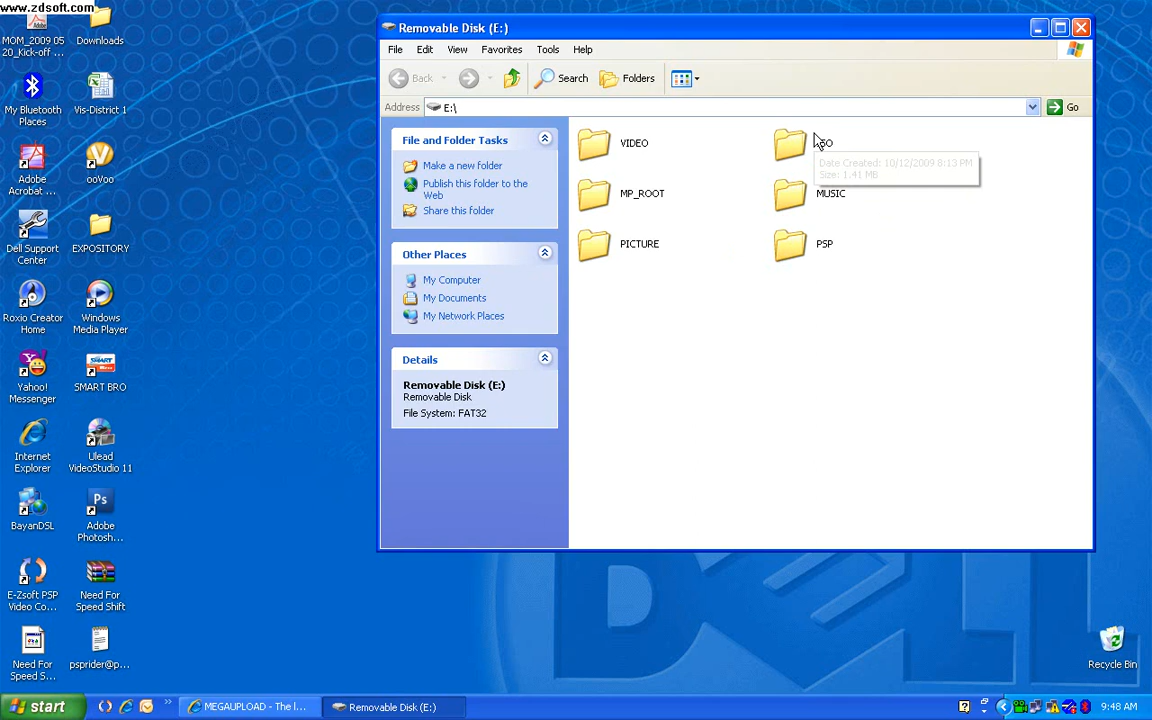 www.zdsoft.com
MOM_2009 05
20_Kick-off ...
Downloads
My Bluetooth
Places
Vis-District 1
Adobe
Acrobat ...
ooVoo
Dell Support
Center
EXPOSITORY
Roxio Creator
Home
Windows
Media Player
Yahoo!
Messenger
SMART
SMART BRO
Internet
Explorer
Ulead
VideoStudio 11
BayanDSL
Ps
Adobe
Photosh...
E-Zsoft PSP
Video Co...
Need For
Speed Shift
Need For
Speed S...
psprider@p...
Removable Disk (E:)
File Edit View Favorites Tools Help
Back Search Folders
Address E:\ Go
File and Folder Tasks
Make a new folder
Publish this folder to the
Web
Share this folder
Other Places
My Computer
My Documents
My Network Places
Details
Removable Disk (E:)
Removable Disk
File System: FAT32
VIDEO
Date Created: 10/12/2009 8:13 PM
Size: 1.41 MB
MP_ROOT
MUSIC
PICTURE
PSP
Recycle Bin
start
MEGAUPLOAD - The l...
Removable Disk (E:)
9:48 AM